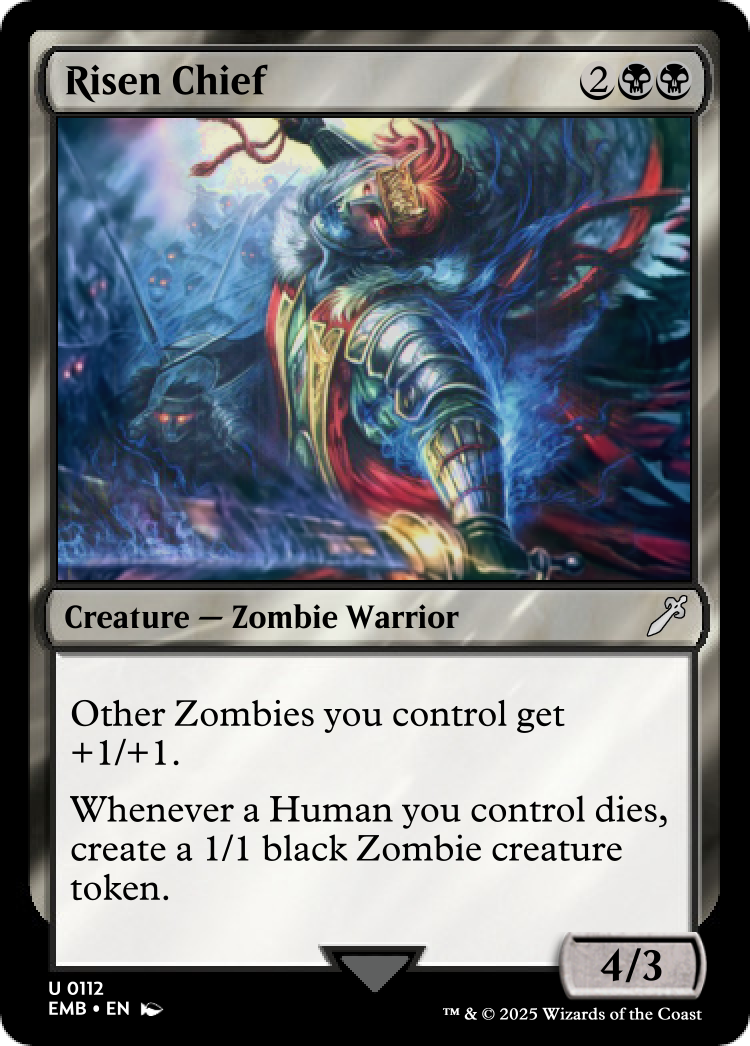 Risen Chief 2
Creature — Zombie Warrior
Other Zombies you control get
+1/+1.
Whenever a Human you control dies,
create a 1/1 black Zombie creature
token.
4/3
U 0112
EMB • EN
™ & © 2025 Wizards of the Coast